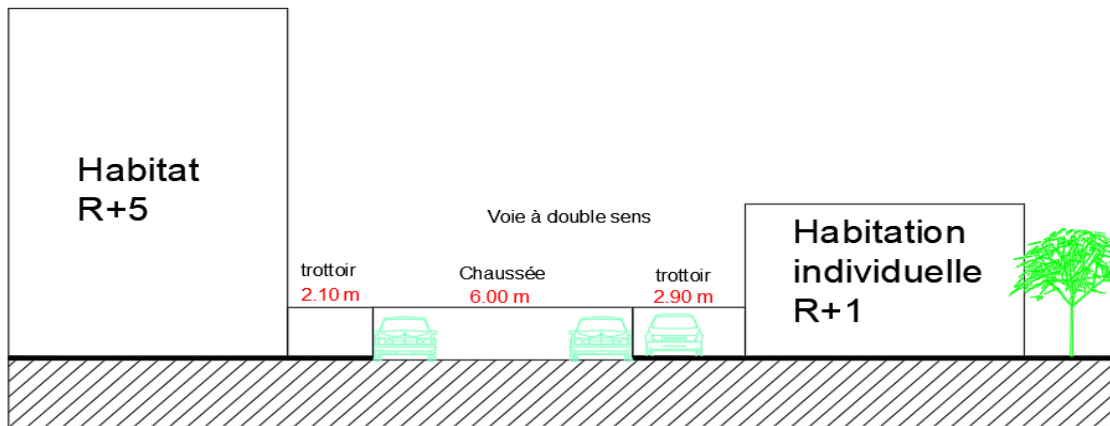 Habitat
R+5
Voie à double sens
trottoir
2.10 m
Chaussée
6.00 m
trottoir
2.90 m
Habitation
individuelle
R+1